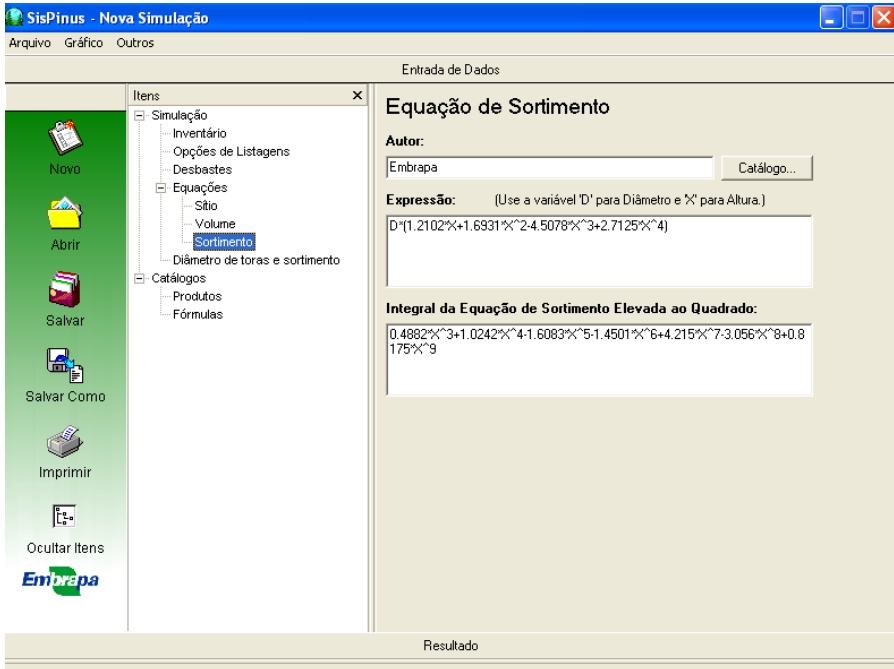 SisPinus - Nova Simulação
Arquivo Gráfico Outros
Entrada de Dados
Novo
Abrir
Salvar
Salvar Como
Imprimir
Ocultar Itens
Embrapa
Itens
Simulação
Inventário
Opções de Listagens
Desbastes
Equações
Sítio
Volume
Sortimento
Diâmetro de toras e sortimento
Catálogos
Produtos
Fórmulas
Equação de Sortimento
Autor:
Embrapa Catálogo...
Expressão: (Use a variável 'D' para Diâmetro e 'X' para Altura.)
D*(1.2102*X+1.6931*X^2-4.5078*X^3+2.7125*X^4)
Integral da Equação de Sortimento Elevada ao Quadrado:
0.4882*X^3+1.0242*X^4-1.6083*X^5-1.4501*X^6+4.215*X^7-3.056*X^8+0.8
175*X^9
Resultado